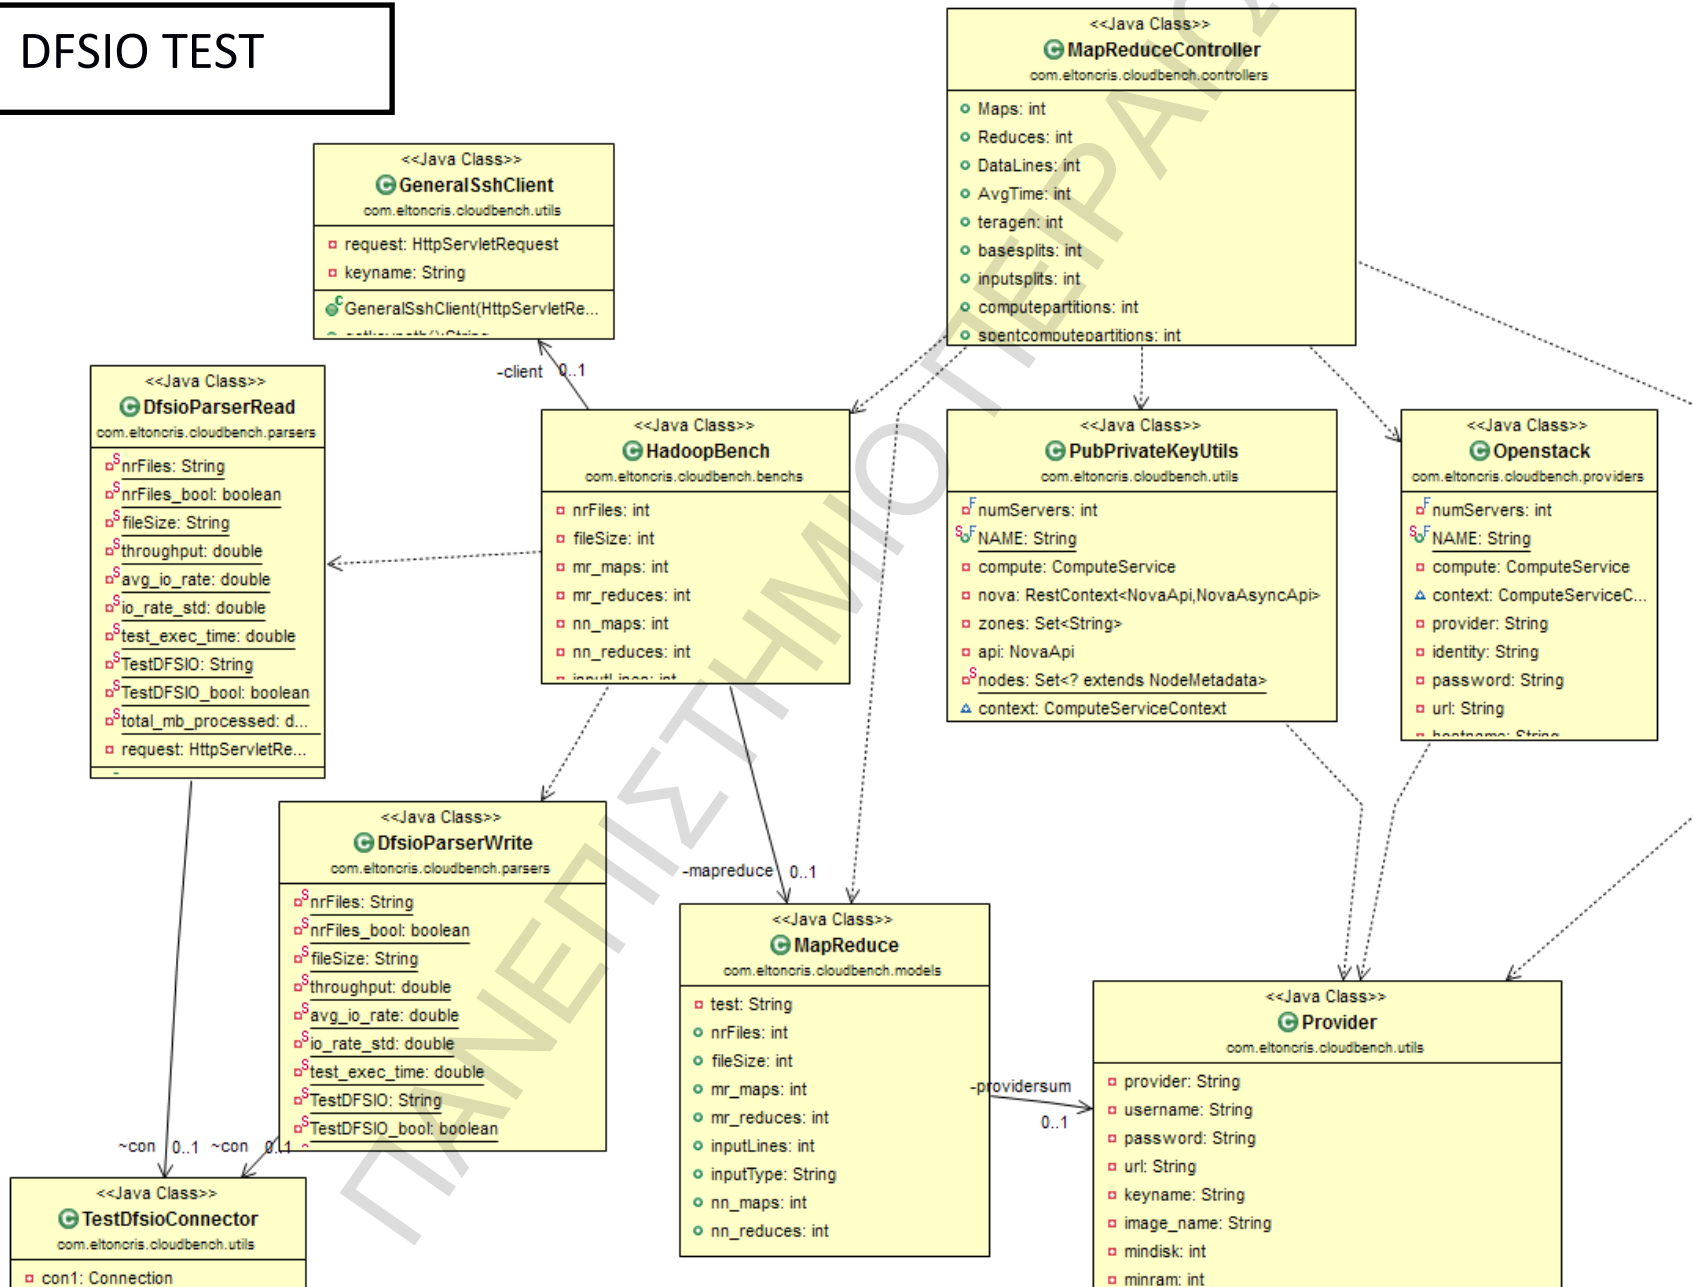 DFSIO TEST
<<Java Class>>
MapReduceController
com.eltoncris.cloudbench.controllers
Maps: int
Reduces: int
DataLines: int
AvgTime: int
teragen: int
basesplits: int
inputsplits: int
computepartitions: int
spentcomputepartitions: int
<<Java Class>>
GeneralSshClient
com.eltoncris.cloudbench.utils
request: HttpServletRequest
keyname: String
GeneralSshClient(HttpServletRe...
-client 0..1
<<Java Class>>
DfsioParserRead
com.eltoncris.cloudbench.parsers
nrFiles: String
nrFiles_bool: boolean
fileSize: String
throughput: double
avg_io_rate: double
io_rate_std: double
test_exec_time: double
TestDFSIO: String
TestDFSIO_bool: boolean
total_mb_processed: d...
request: HttpServletRe...
<<Java Class>>
HadoopBench
com.eltoncris.cloudbench.benchs
nrFiles: int
fileSize: int
mr_maps: int
mr_reduces: int
nn_maps: int
nn_reduces: int
inputLines: int
<<Java Class>>
PubPrivateKeyUtils
com.eltoncris.cloudbench.utils
numServers: int
NAME: String
compute: ComputeService
nova: RestContext<NovaApi,NovaAsyncApi>
zones: Set<String>
api: NovaApi
nodes: Set<? extends NodeMetadata>
context: ComputeServiceContext
<<Java Class>>
Openstack
com.eltoncris.cloudbench.providers
numServers: int
NAME: String
compute: ComputeService
context: ComputeServiceC...
provider: String
identity: String
password: String
url: String
hostname: String
<<Java Class>>
DfsioParserWrite
com.eltoncris.cloudbench.parsers
nrFiles: String
nrFiles_bool: boolean
fileSize: String
throughput: double
avg_io_rate: double
io_rate_std: double
test_exec_time: double
TestDFSIO: String
TestDFSIO_bool: boolean
-mapreduce 0..1
<<Java Class>>
MapReduce
com.eltoncris.cloudbench.models
test: String
nrFiles: int
fileSize: int
mr_maps: int
mr_reduces: int
inputLines: int
inputType: String
nn_maps: int
nn_reduces: int
-providersum
0..1
<<Java Class>>
Provider
com.eltoncris.cloudbench.utils
provider: String
username: String
password: String
url: String
keyname: String
image_name: String
mindisk: int
minram: int
~con 0..1 ~con 0..1
<<Java Class>>
TestDfsioConnector
com.eltoncris.cloudbench.utils
con1: Connection
ΠΑΝΕΠΙΣΤΗΜΙΟ ΠΕΙΡΑΙΩ